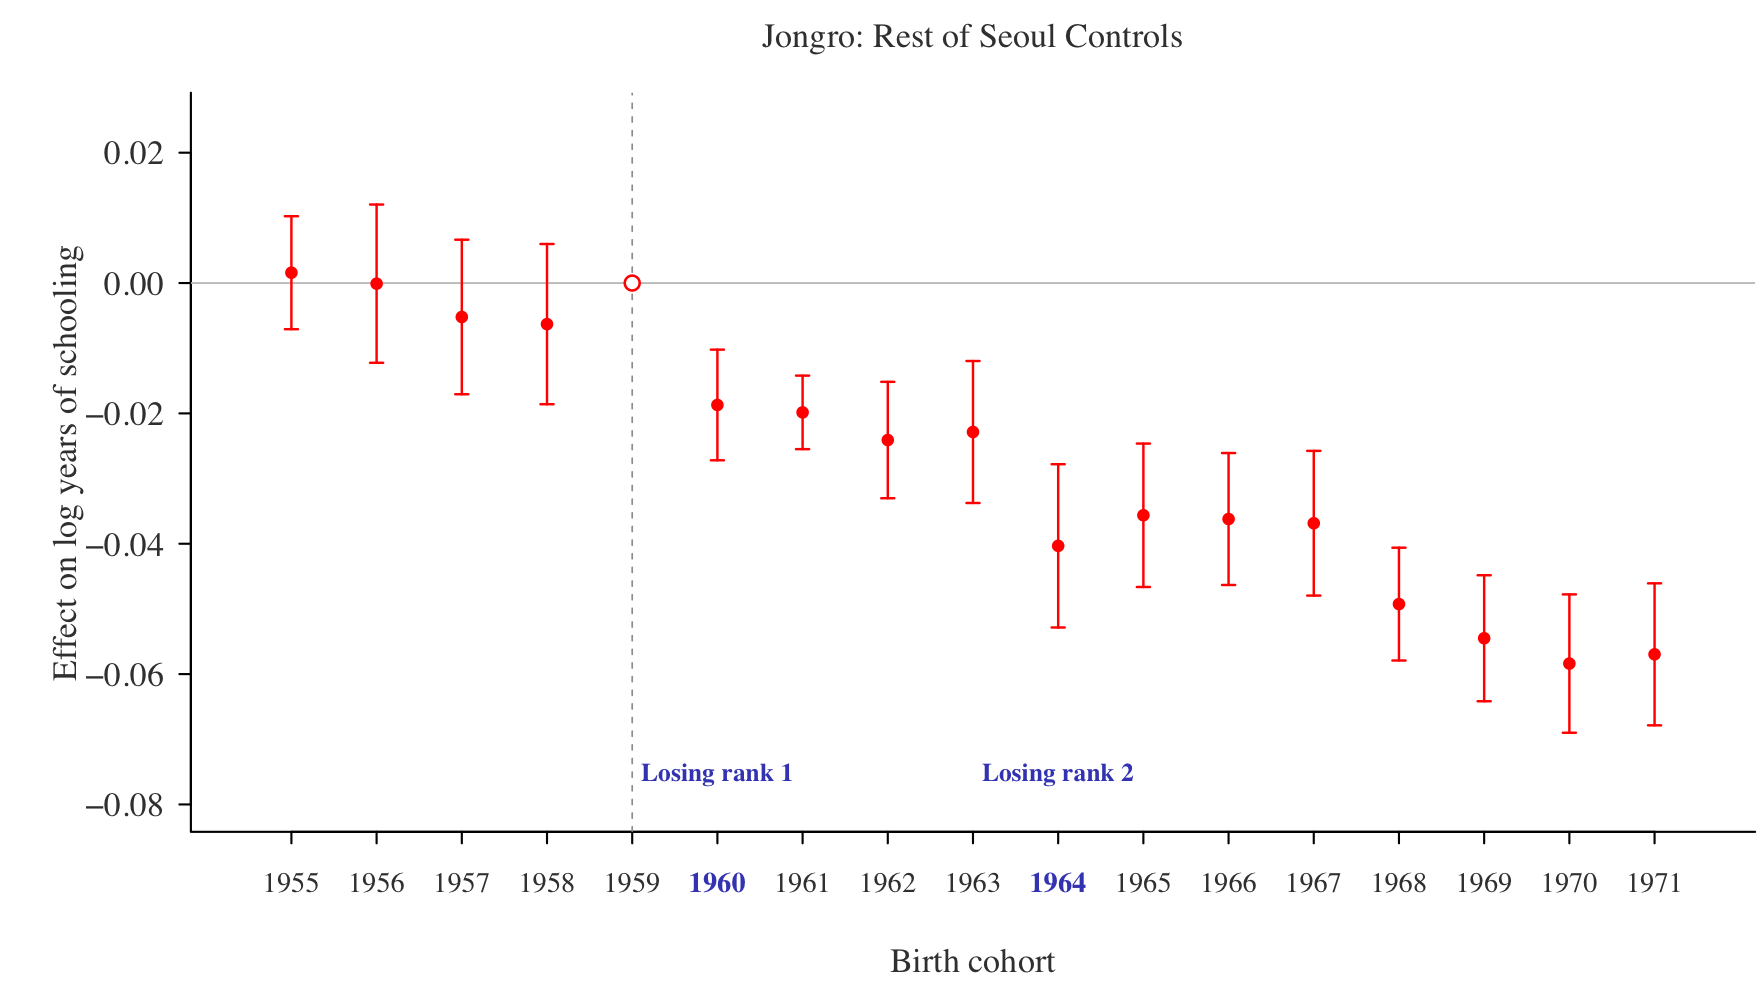 Jongro: Rest of Seoul Controls
Effect on log years of schooling
0.02
0.00
−0.02
−0.04
−0.06
−0.08
Losing rank 1 Losing rank 2
1955 1956 1957 1958 1959 1960 1961 1962 1963 1964 1965 1966 1967 1968 1969 1970 1971
Birth cohort